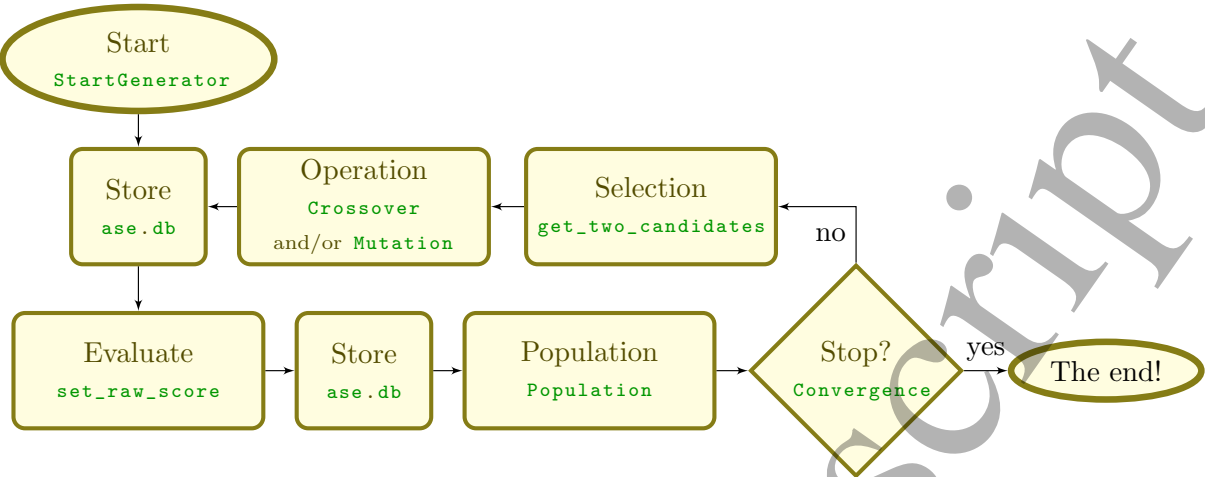 Start
StartGenerator
Store
ase.db
Operation
Crossover
and/or Mutation
Selection
get_two_candidates
no
Evaluate
set_raw_score
Store
ase.db
Population
Population
Stop?
Convergence
yes
The end!
script